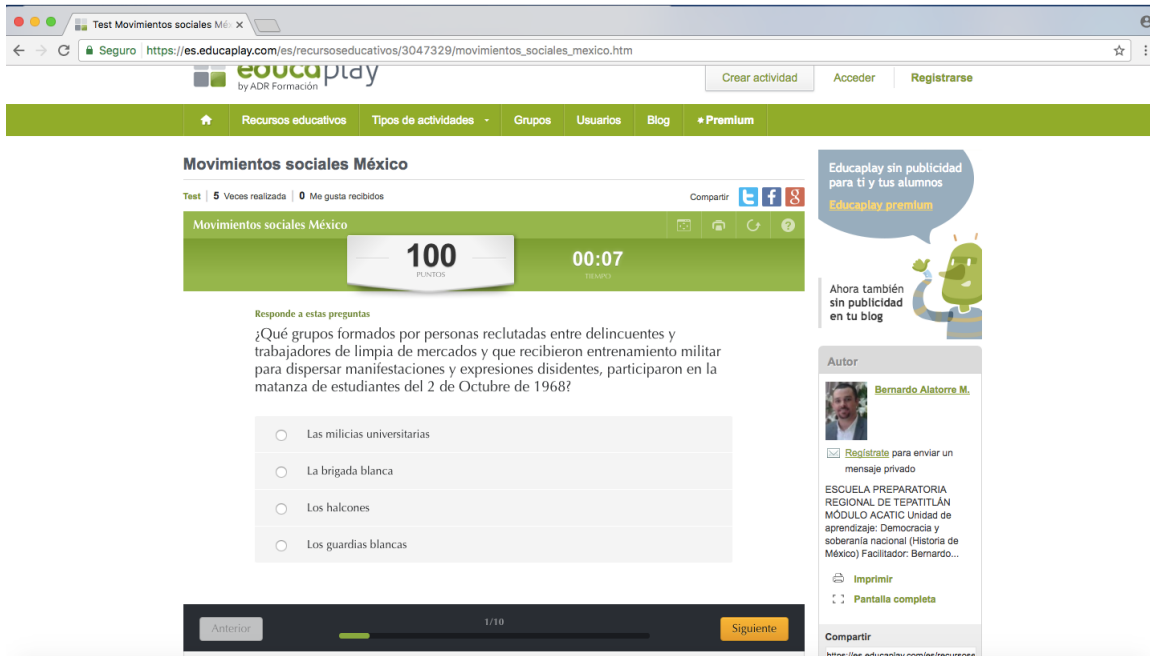 Test Movimientos sociales Mé
Seguro https://es.educaplay.com/es/recursoseducativos/3047329/movimientos_sociales_mexico.htm
educaplay
by ADR Formación
Crear actividad Acceder Registrarse
Recursos educativos Tipos de actividades Grupos Usuarios Blog Premium
Movimientos sociales México
Test 5 Veces realizada 0 Me gusta recibidos
Compartir
Movimientos sociales México
100
PUNTOS
00:07
TIEMPO
Responde a estas preguntas
¿Qué grupos formados por personas reclutadas entre delincuentes y
trabajadores de limpia de mercados y que recibieron entrenamiento militar
para dispersar manifestaciones y expresiones disidentes, participaron en la
matanza de estudiantes del 2 de Octubre de 1968?
Las milicias universitarias
La brigada blanca
Los halcones
Los guardias blancas
Anterior
1/10
Siguiente
Educaplay sin publicidad
para ti y tus alumnos
Educaplay premium
Ahora también
sin publicidad
en tu blog
Autor
Bernardo Alatorre M.
Regístrate para enviar un
mensaje privado
ESCUELA PREPARATORIA
REGIONAL DE TEPATITLÁN
MÓDULO ACATIC Unidad de
aprendizaje: Democracia y
soberanía nacional (Historia de
México) Facilitador: Bernardo...
Imprimir
Pantalla completa
Compartir
https://es.educaplay.com/es/recursose